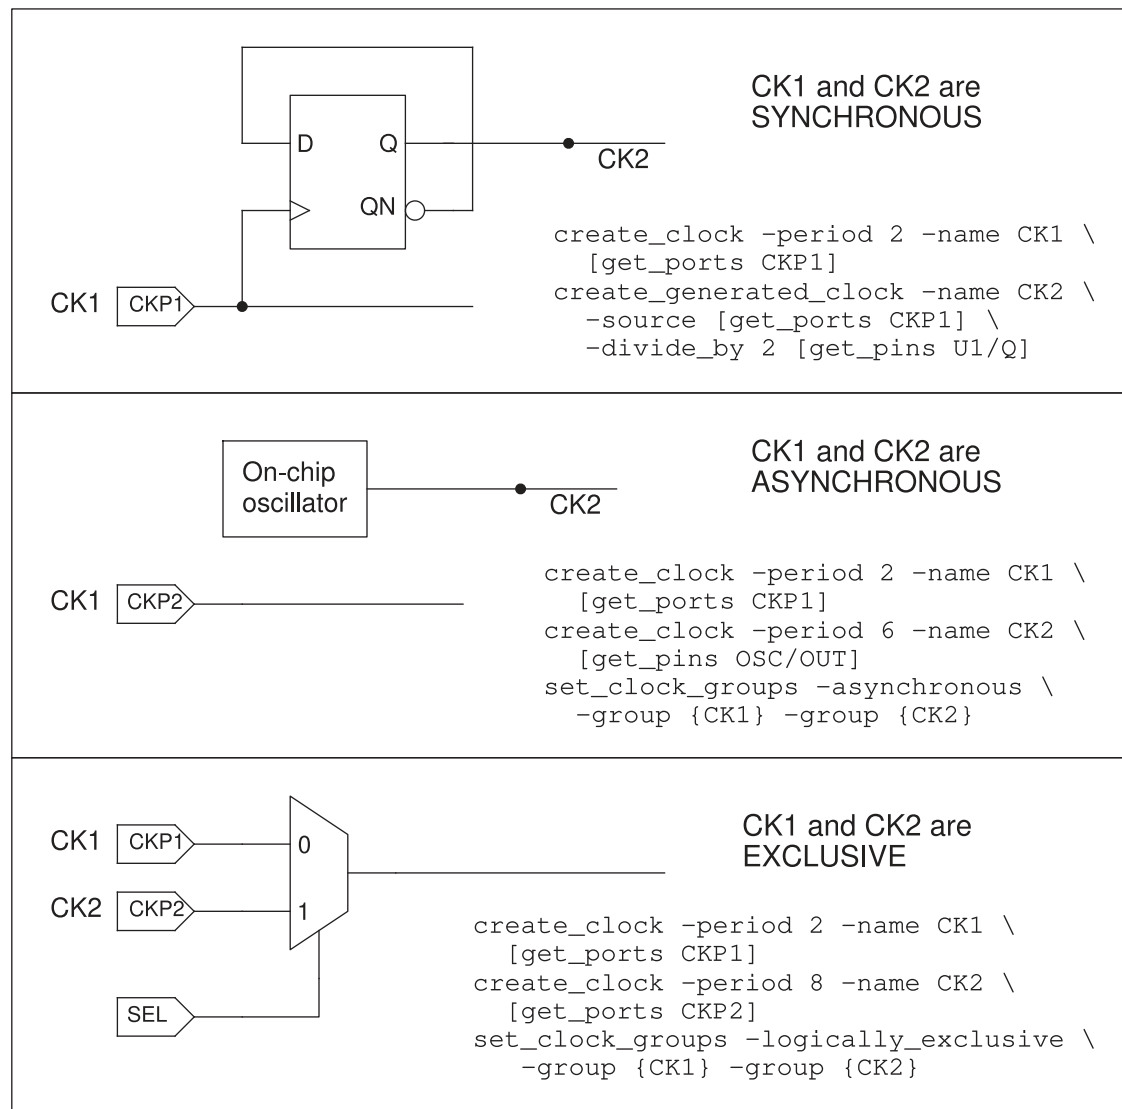 CK1 and CK2 are
SYNCHRONOUS
D
Q
CK2
QN
CK1
CKP1
create_clock –period 2 –name CK1 \
[get_ports CKP1]
create_generated_clock –name CK2 \
–source [get_ports CKP1] \
–divide_by 2 [get_pins U1/Q]
CK1 and CK2 are
ASYNCHRONOUS
On-chip
oscillator
CK2
CK1
CKP2
create_clock –period 2 –name CK1 \
[get_ports CKP1]
create_clock –period 6 –name CK2 \
[get_pins OSC/OUT]
set_clock_groups –asynchronous \
–group {CK1} –group {CK2}
CK1 and CK2 are
EXCLUSIVE
CK1
CKP1
0
CK2
CKP2
1
SEL
create_clock –period 2 –name CK1 \
[get_ports CKP1]
create_clock –period 8 –name CK2 \
[get_ports CKP2]
set_clock_groups –logically_exclusive \
–group {CK1} –group {CK2}